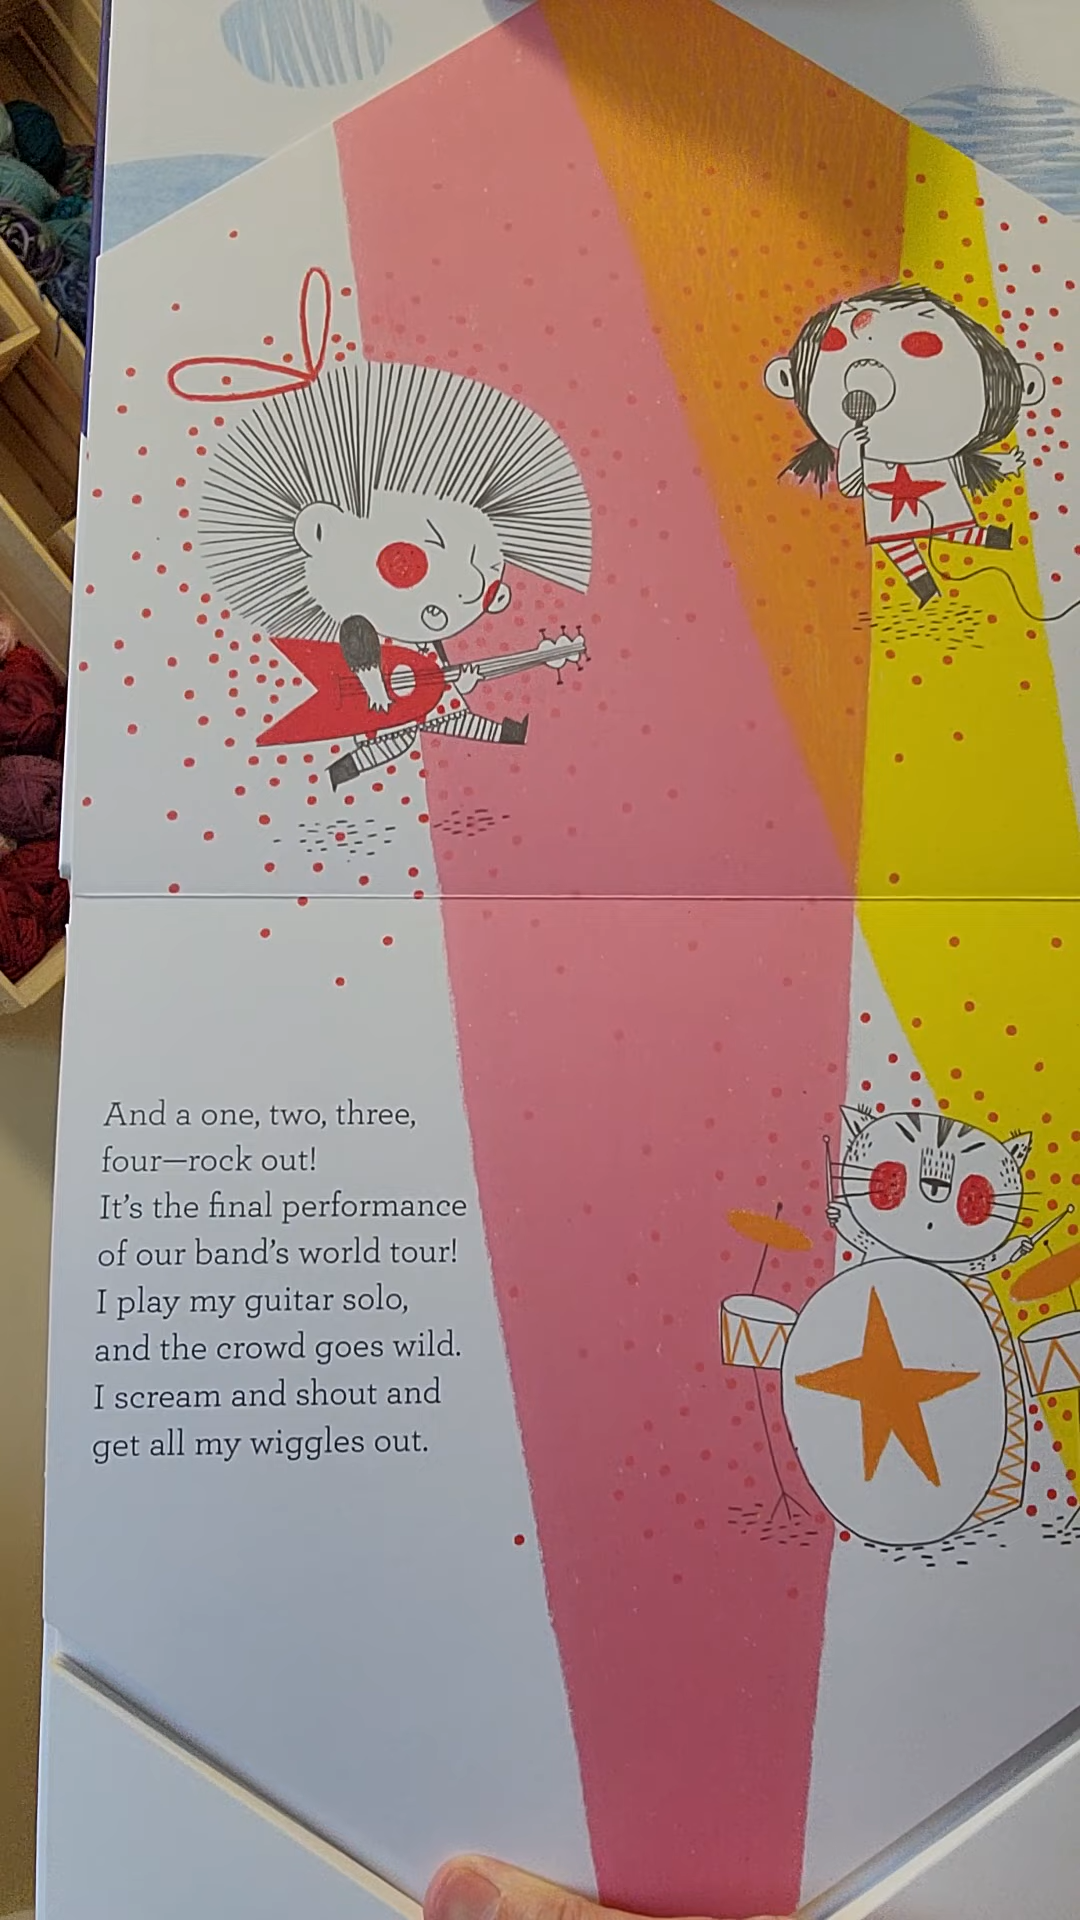 And a one, two, three,
four—rock out!
It's the final performance
of our band's world tour!
I play my guitar solo,
and the crowd goes wild.
I scream and shout and
get all my wiggles out.